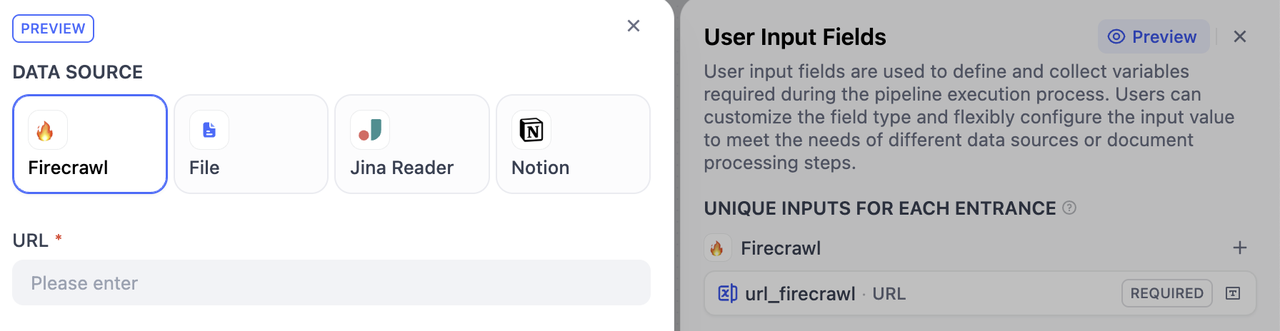 PREVIEW
DATA SOURCE
Firecrawl
File
Jina Reader
Notion
URL *
Please enter
User Input Fields
Preview
User input fields are used to define and collect variables
required during the pipeline execution process. Users can
customize the field type and flexibly configure the input value
to meet the needs of different data sources or document
processing steps.
UNIQUE INPUTS FOR EACH ENTRANCE
Firecrawl
url_firecrawl · URL
REQUIRED